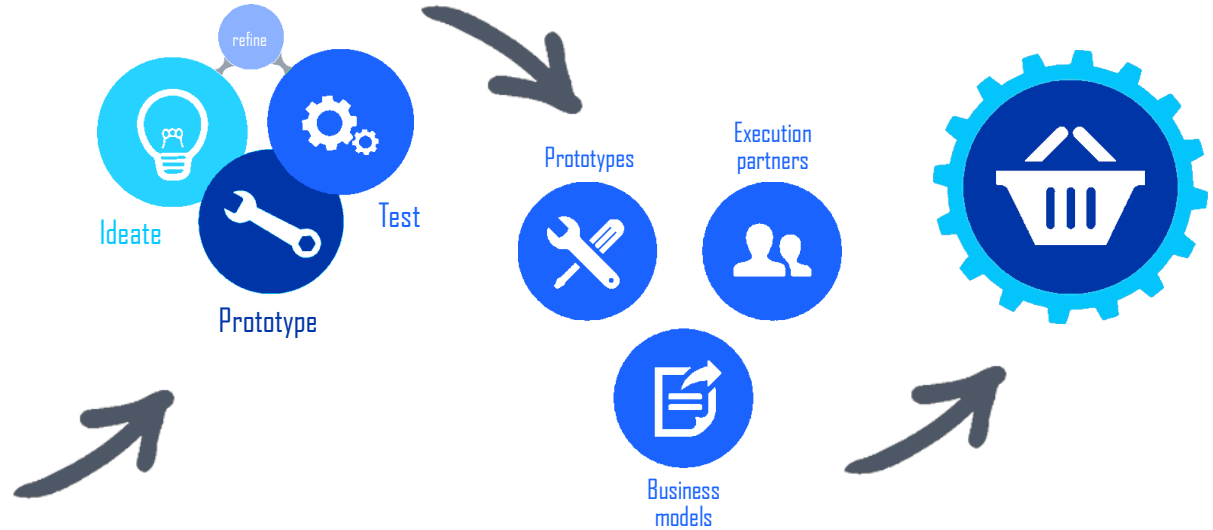 refine
Ideate
Test
Prototype
Prototypes
Execution
partners
Business
models